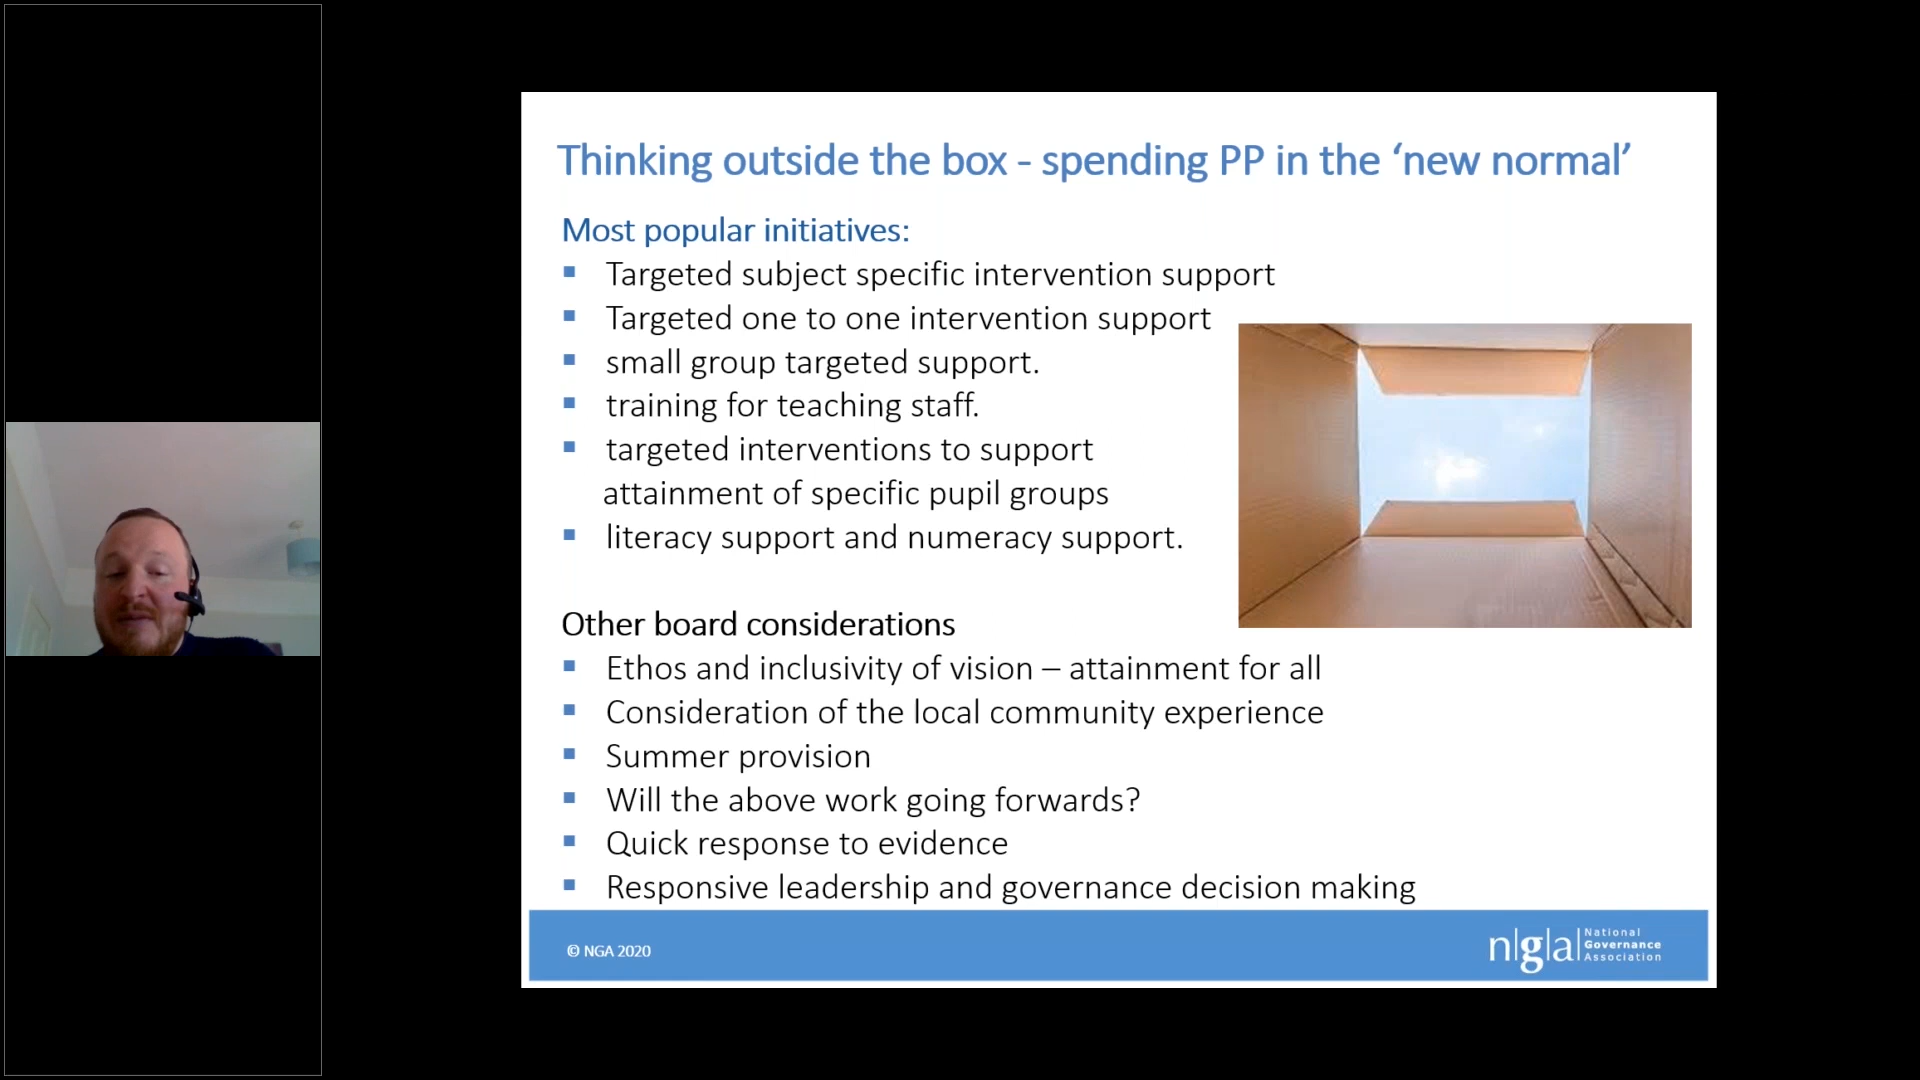 Thinking outside the box - spending PP in the ‘new normal’
Most popular initiatives:
▪ Targeted subject specific intervention support
▪ Targeted one to one intervention support
▪ small group targeted support.
▪ training for teaching staff.
▪ targeted interventions to support
attainment of specific pupil groups
▪ literacy support and numeracy support.
Other board considerations
▪ Ethos and inclusivity of vision – attainment for all
▪ Consideration of the local community experience
▪ Summer provision
▪ Will the above work going forwards?
▪ Quick response to evidence
▪ Responsive leadership and governance decision making
© NGA 2020
n|g|a|
National
Governance
Association